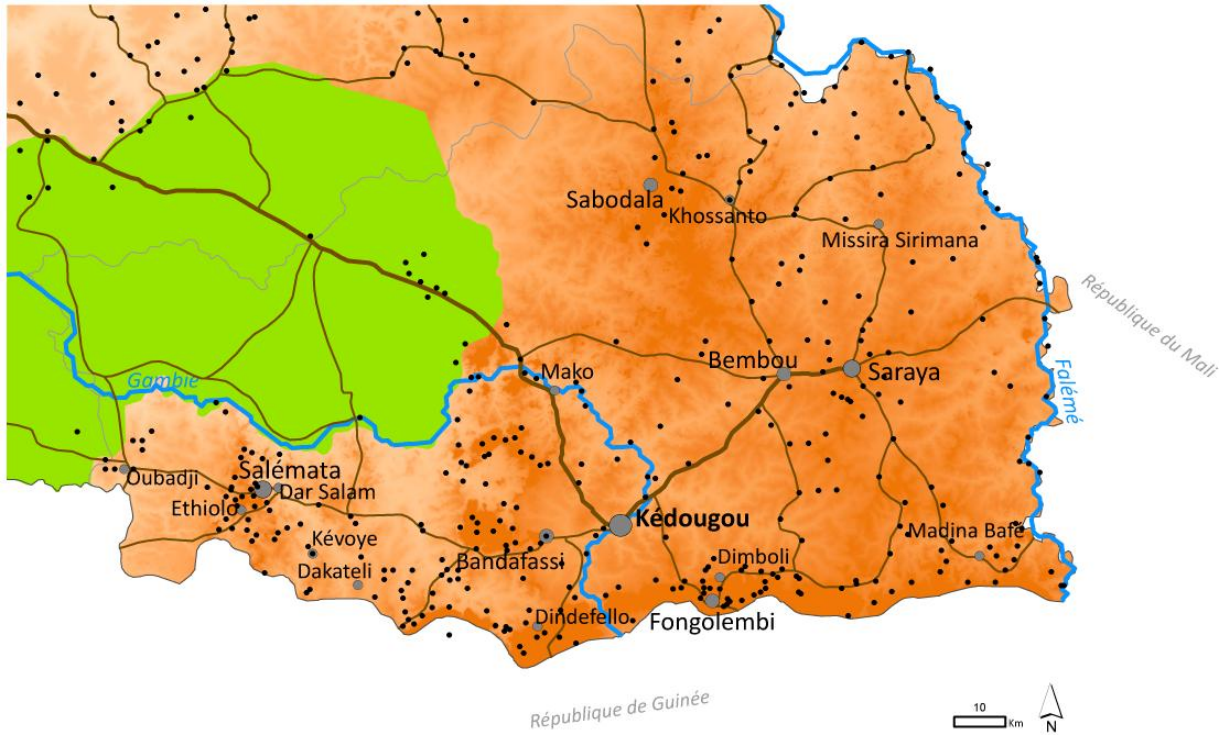 Sabodala
Khossanto
Missira Sirimana
République du Mali
Bembou
Saraya
Mako
Gambie
Falémé
Salémata
Oubadji
Dar Salam
Ethiolo
Kédougou
Kévoye
Madina Bafé
Bandafassi
Dimboli
Dakateli
Dindefello
Fongolembi
République de Guinée
10
Km
N